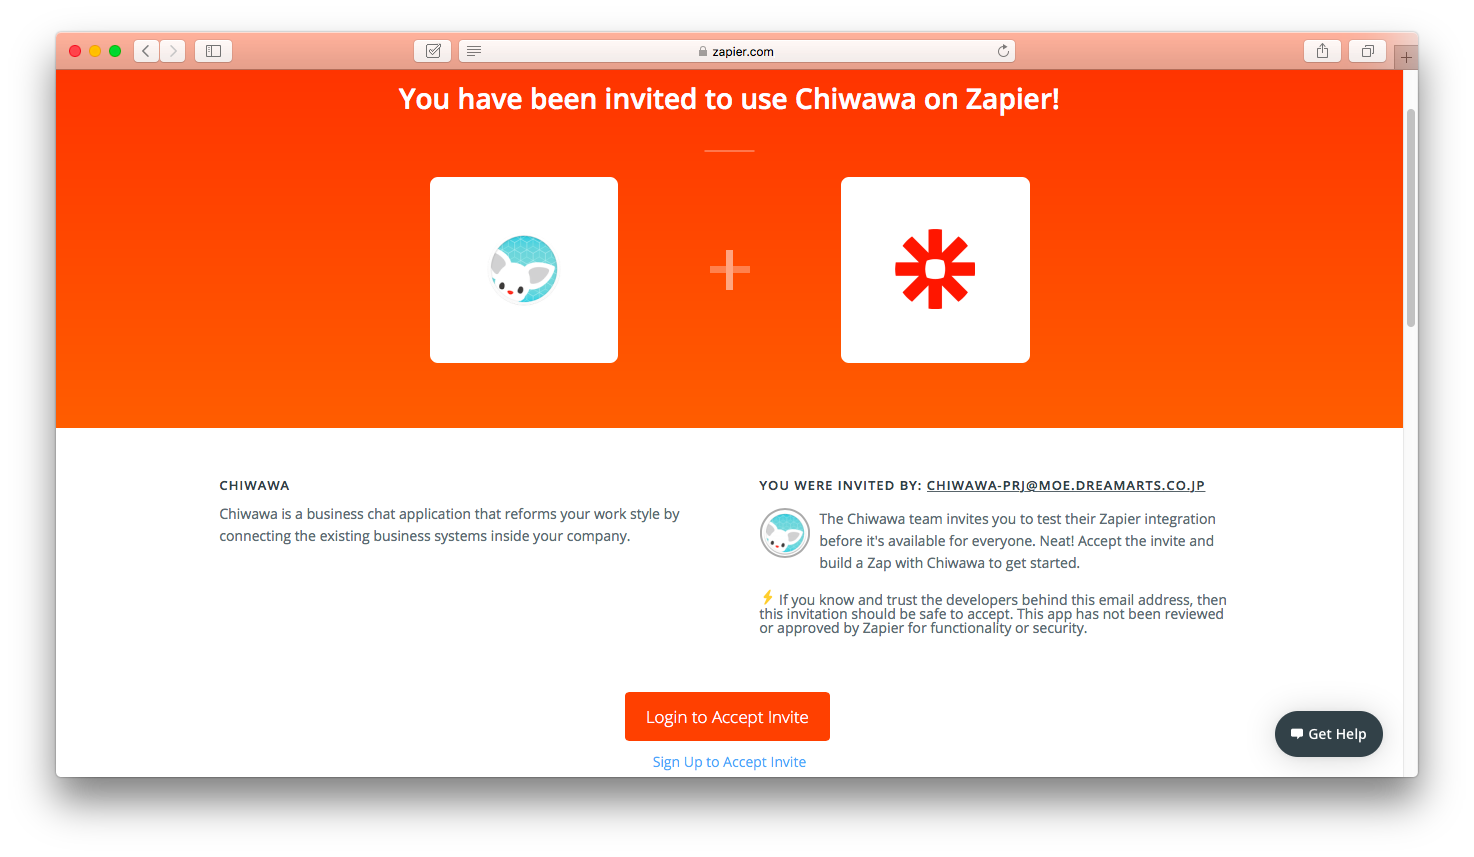 zapier.com
You have been invited to use Chiwawa on Zapier!
CHIWAWA
Chiwawa is a business chat application that reforms your work style by
connecting the existing business systems inside your company.
YOU WERE INVITED BY: CHIWAWA-PRJ@MOE.DREAMARTS.CO.JP
The Chiwawa team invites you to test their Zapier integration
before it's available for everyone. Neat! Accept the invite and
build a Zap with Chiwawa to get started.
If you know and trust the developers behind this email address, then
this invitation should be safe to accept. This app has not been reviewed
or approved by Zapier for functionality or security.
Login to Accept Invite
Get Help
Sign Up to Accept Invite